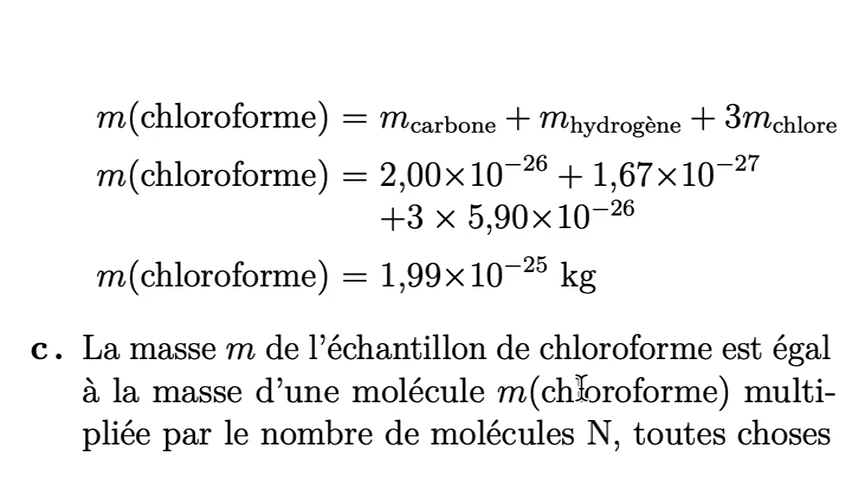 m(chloroforme) = m_carbone + m_hydrogène + 3m_chlore
m(chloroforme) = 2,00×10⁻²⁶ + 1,67×10⁻²⁷
+3 × 5,90×10⁻²⁶
m(chloroforme) = 1,99×10⁻²⁵ kg
c. La masse m de l'échantillon de chloroforme est égal
à la masse d'une molécule m(chloroforme) multi-
pliée par le nombre de molécules N, toutes choses